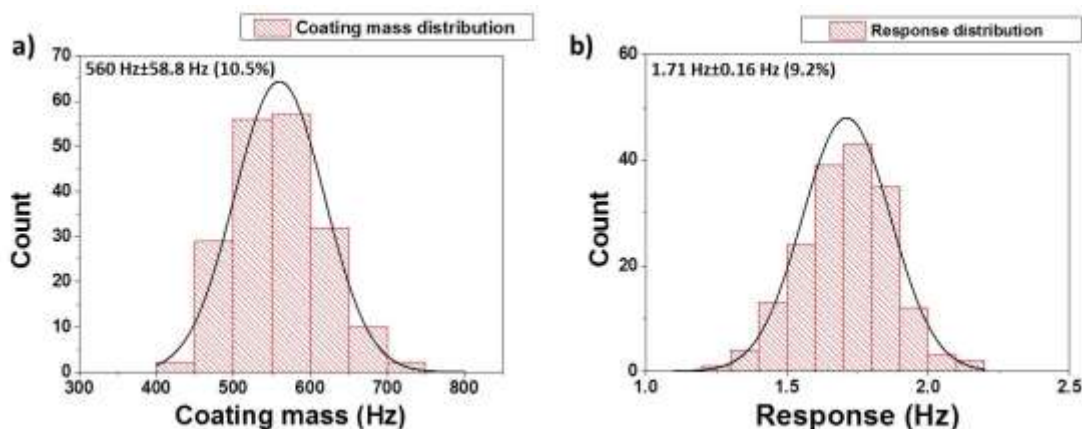 a)
Coating mass distribution
560 Hz±58.8 Hz (10.5%)
70
60
50
40
30
20
10
0
Count
300 400 500 600 700 800
Coating mass (Hz)
b)
Response distribution
1.71 Hz±0.16 Hz (9.2%)
60
40
20
0
Count
1.0 1.5 2.0 2.5
Response (Hz)